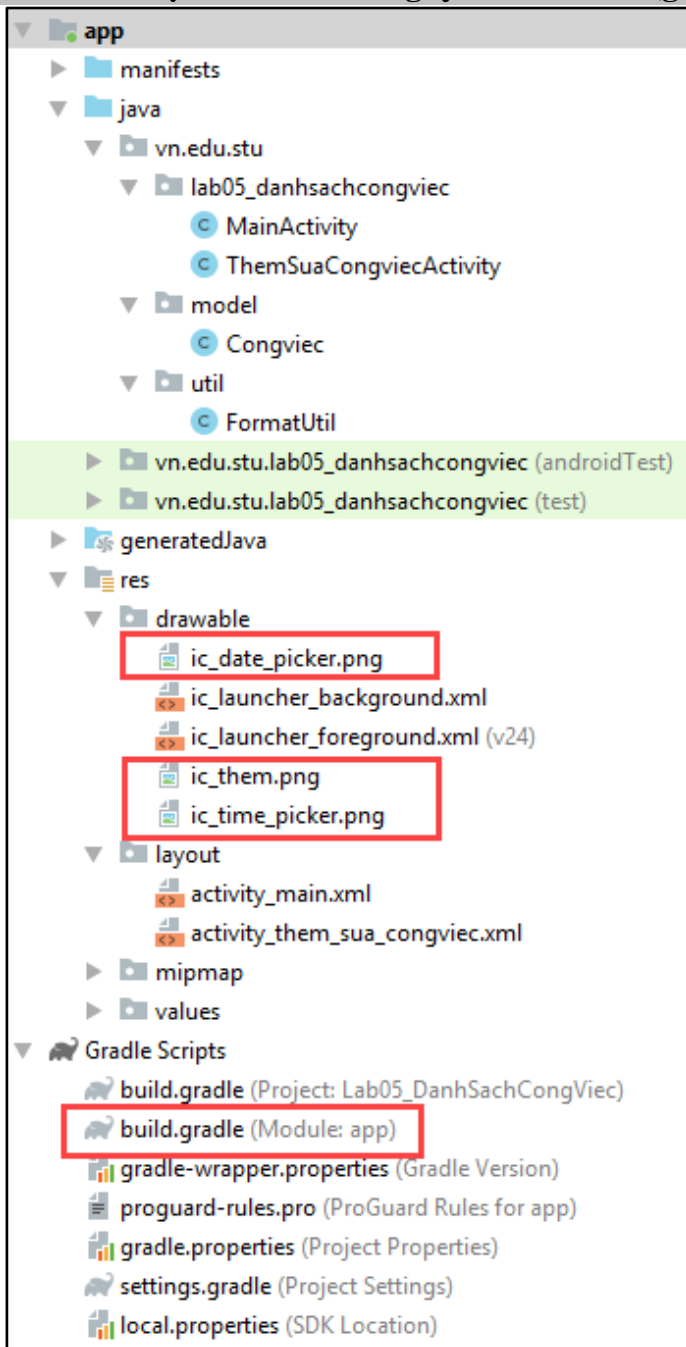 app
manifests
java
vn.edu.stu
lab05_danhsachcongviec
MainActivity
ThemSuaCongviecActivity
model
Congviec
util
FormatUtil
vn.edu.stu.lab05_danhsachcongviec (androidTest)
vn.edu.stu.lab05_danhsachcongviec (test)
generatedJava
res
drawable
ic_date_picker.png
ic_launcher_background.xml
ic_launcher_foreground.xml (v24)
ic_them.png
ic_time_picker.png
layout
activity_main.xml
activity_them_sua_congviec.xml
mipmap
values
Gradle Scripts
build.gradle (Project: Lab05_DanhSachCongViec)
build.gradle (Module: app)
gradle-wrapper.properties (Gradle Version)
proguard-rules.pro (ProGuard Rules for app)
gradle.properties (Project Properties)
settings.gradle (Project Settings)
local.properties (SDK Location)